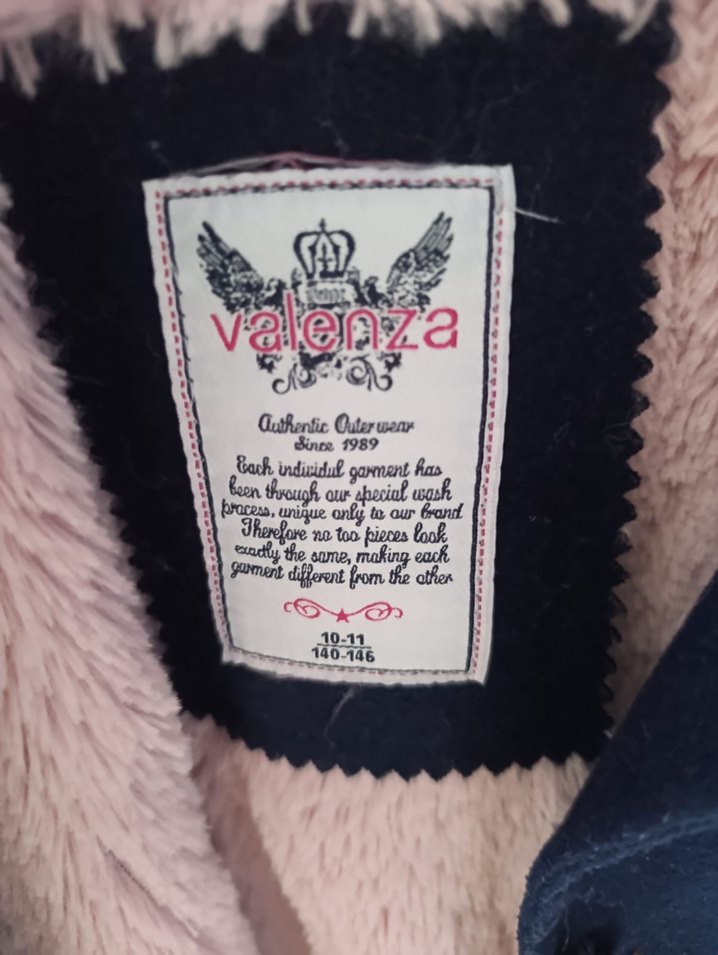 valenza
Authentic Outerwear
Since 1989
Each individul garment has
been through our special wash
process, unique only to our brand
Therefore no too pieces look
exactly the same, making each
garment different from the other
10-11
140-146